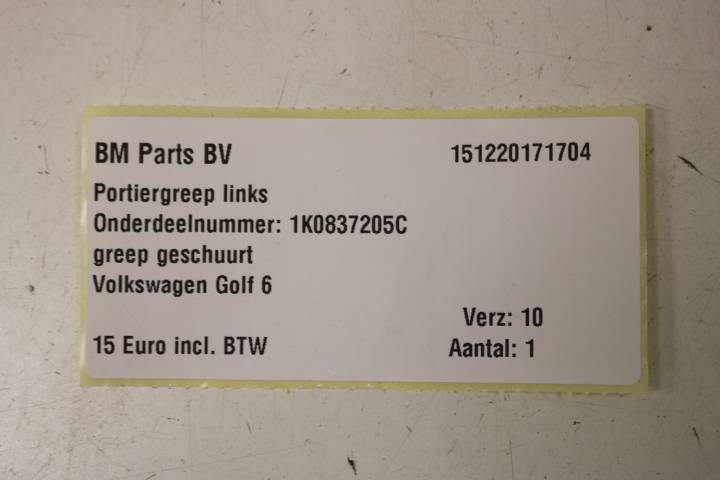 BM Parts BV 151220171704
Portiergreep links
Onderdeelnummer: 1K0837205C
greep geschuurt
Volkswagen Golf 6
Verz: 10
15 Euro incl. BTW Aantal: 1